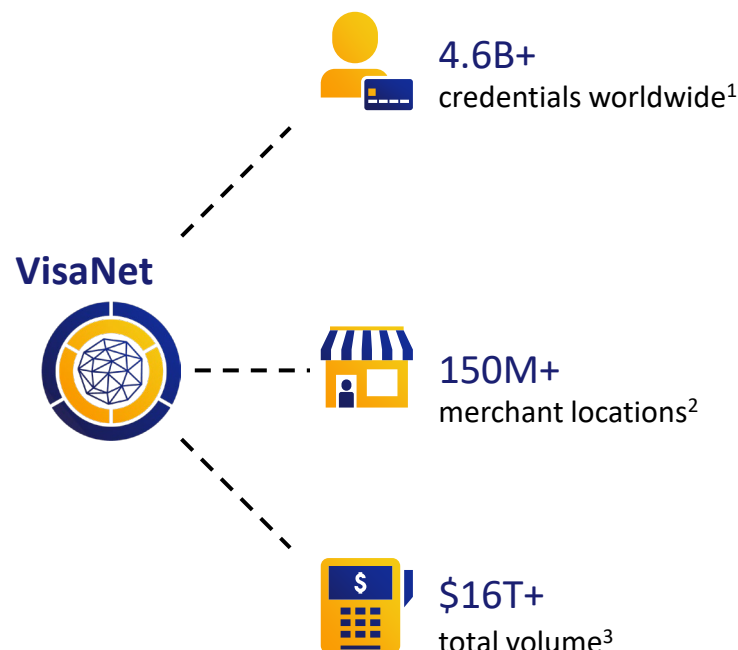 4.6B+
credentials worldwide¹
VisaNet
150M+
merchant locations²
$
$16T+
total volume³